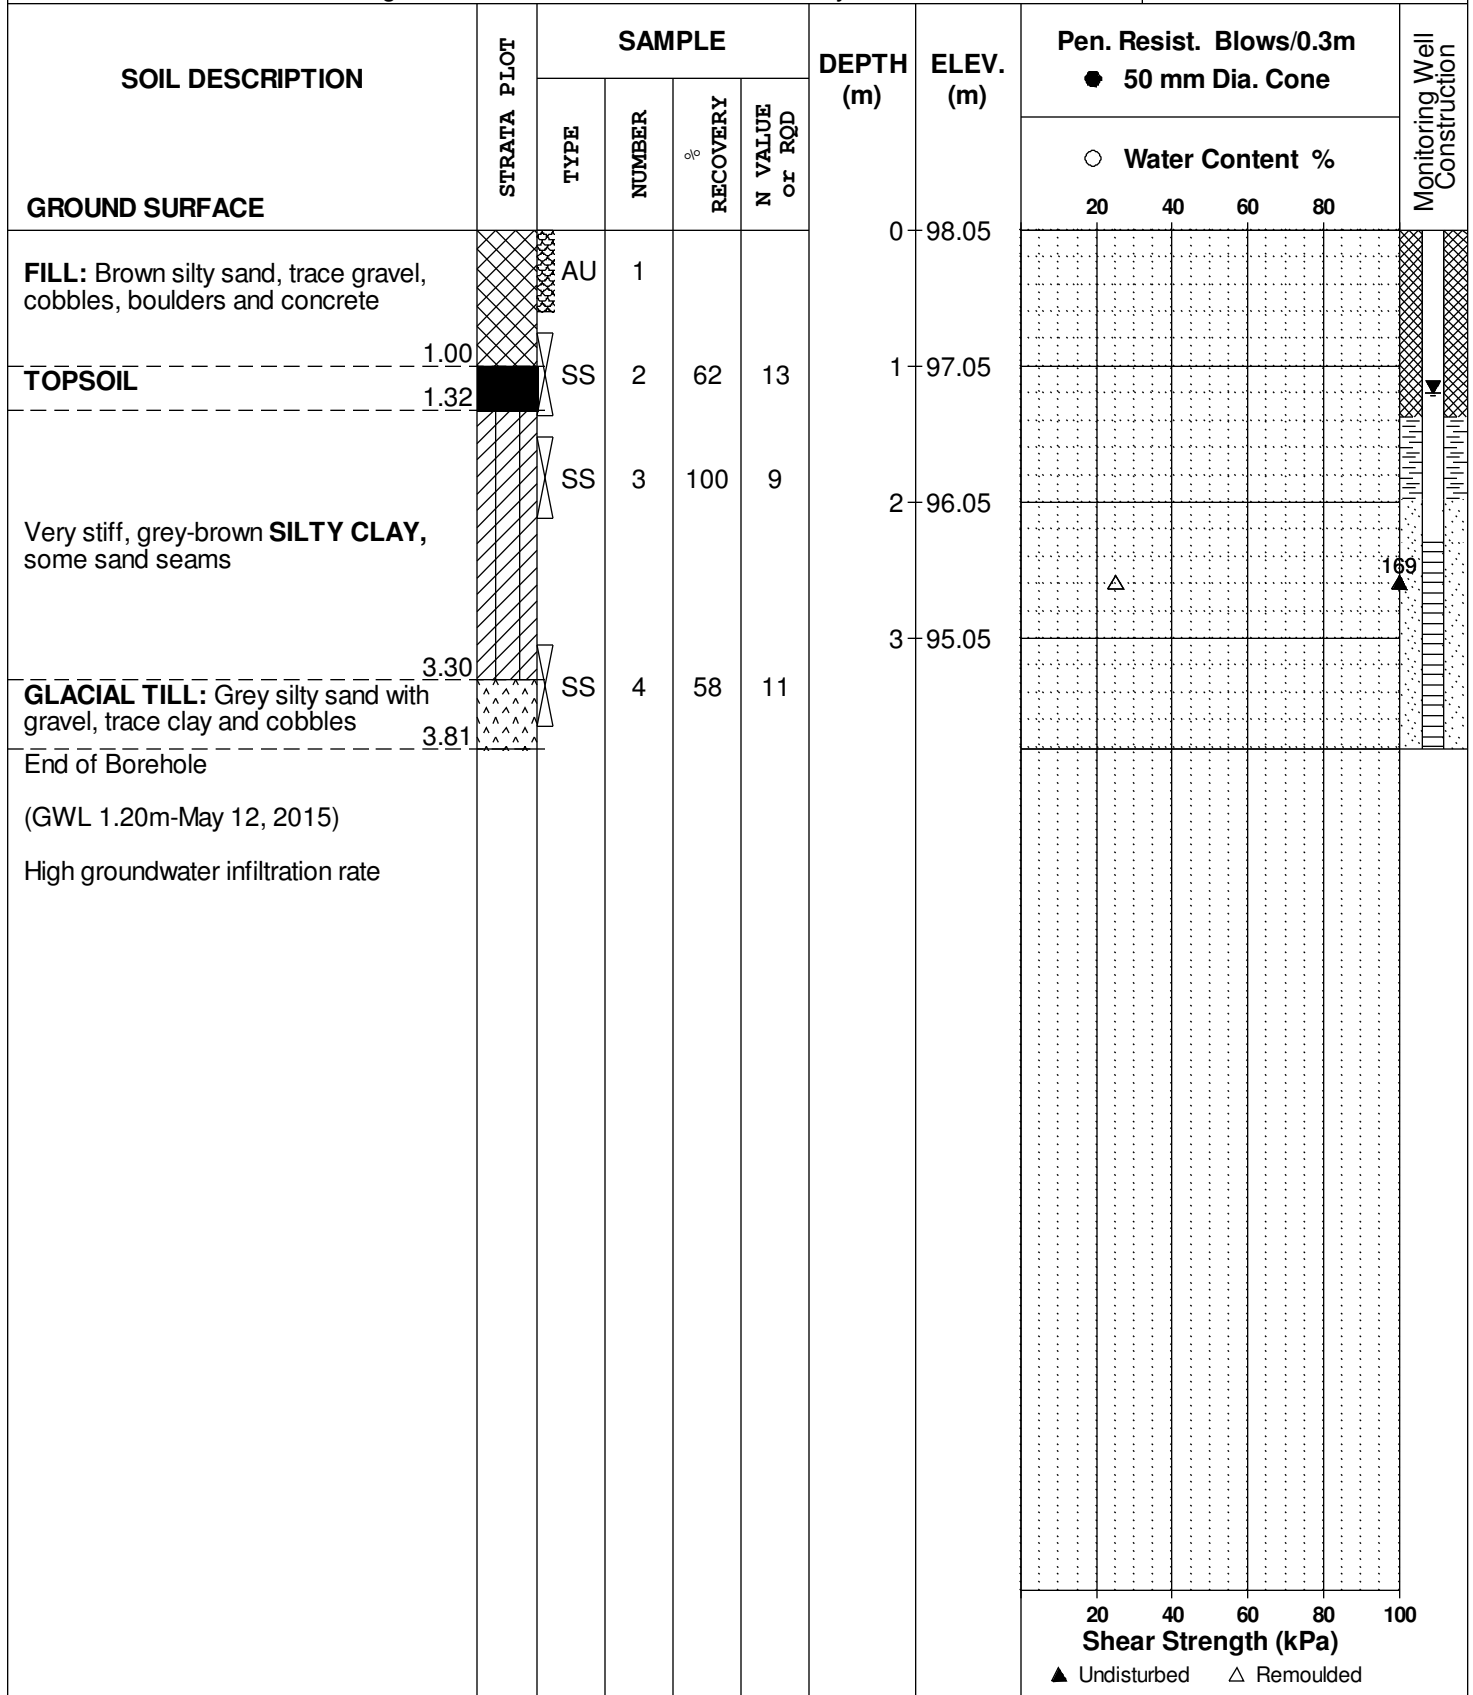 SOIL DESCRIPTION
GROUND SURFACE
STRATA PLOT
SAMPLE
TYPE
NUMBER
%
RECOVERY
N VALUE
or RQD
DEPTH
(m)
ELEV.
(m)
Pen. Resist. Blows/0.3m
● 50 mm Dia. Cone
○ Water Content %
20 40 60 80
Monitoring Well
Construction
0 98.05
FILL: Brown silty sand, trace gravel,
cobbles, boulders and concrete
AU 1
1.00
TOPSOIL
1.32
SS 2 62 13
1 97.05
SS 3 100 9
2 96.05
Very stiff, grey-brown SILTY CLAY,
some sand seams
169
3 95.05
3.30
GLACIAL TILL: Grey silty sand with
gravel, trace clay and cobbles
3.81
SS 4 58 11
End of Borehole
(GWL 1.20m-May 12, 2015)
High groundwater infiltration rate
20 40 60 80 100
Shear Strength (kPa)
▲ Undisturbed △ Remoulded